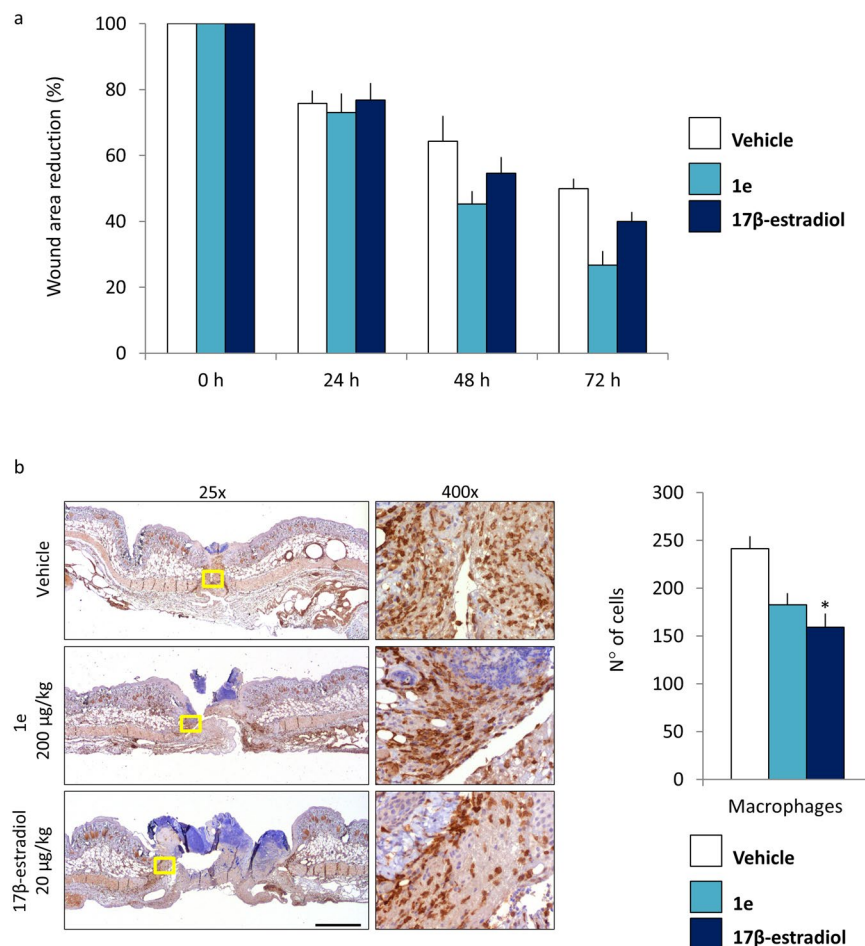 a
Wound area reduction (%)
100
80
60
40
20
0
0 h
24 h
48 h
72 h
Vehicle
1e
17β-estradiol
b
25x
400x
Vehicle
1e
200 µg/kg
17β-estradiol
20 µg/kg
N° of cells
300
250
200
150
100
50
0
*
Macrophages
Vehicle
1e
17β-estradiol